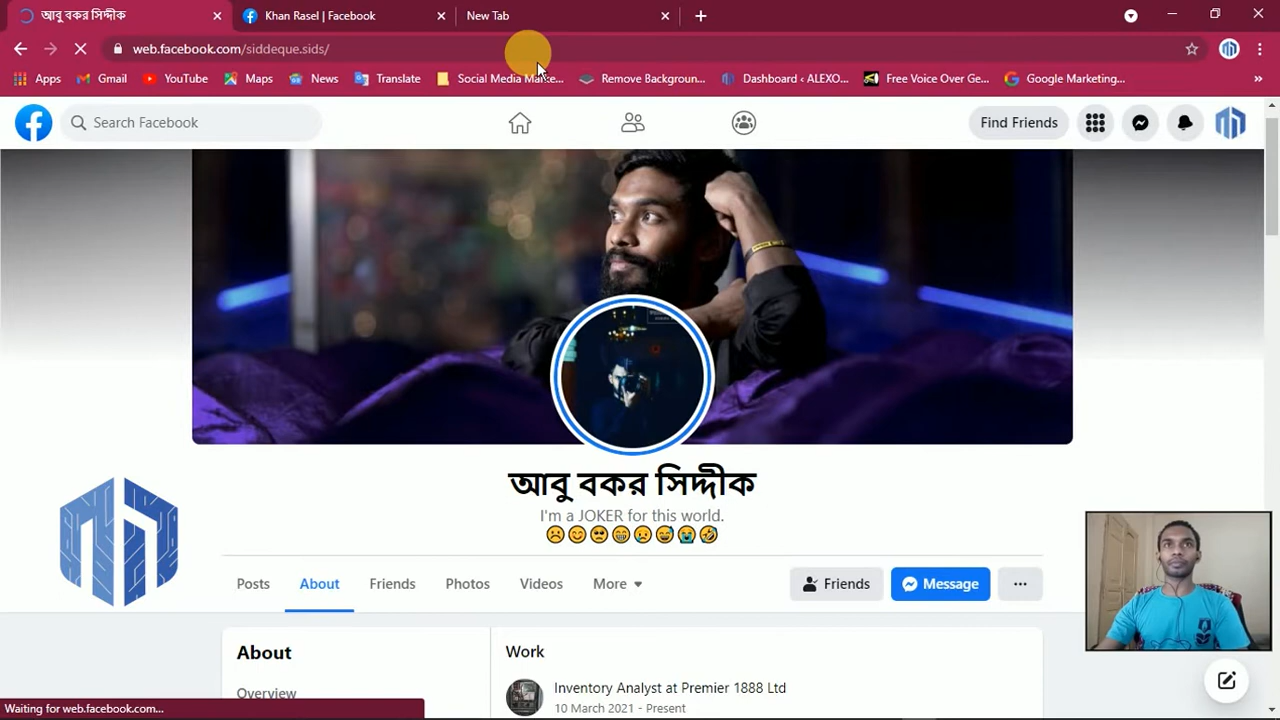 আবু বকর সিদ্দীক
Khan Rasel | Facebook
New Tab
web.facebook.com/siddeque.sids/
Apps
Gmail
YouTube
Maps
News
Translate
Social Media Marke...
Remove Backgroun...
Dashboard ‹ ALEXO...
Free Voice Over Ge...
Google Marketing...
»
Search Facebook
Find Friends
আবু বকর সিদ্দীক
I'm a JOKER for this world.
☹️😊🥺😁😥😅😭🤣
Posts
About
Friends
Photos
Videos
More
Friends
Message
About
Work
Overview
Inventory Analyst at Premier 1888 Ltd
10 March 2021 - Present
Waiting for web.facebook.com...